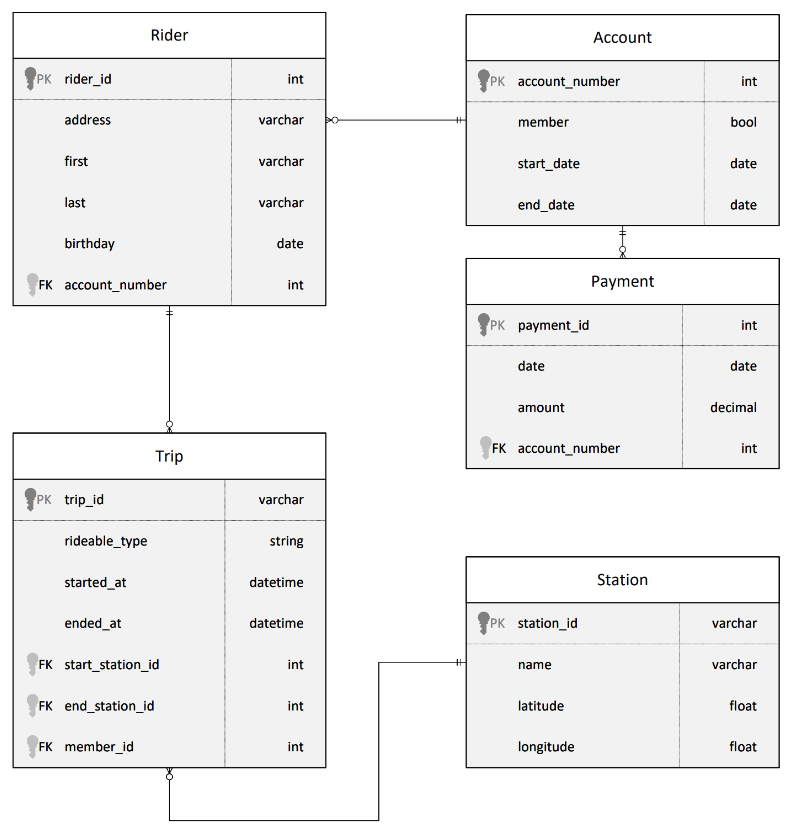 Rider
PK rider_id int
address varchar
first varchar
last varchar
birthday date
FK account_number int
Account
PK account_number int
member bool
start_date date
end_date date
Payment
PK payment_id int
date date
amount decimal
FK account_number int
Trip
PK trip_id varchar
rideable_type string
started_at datetime
ended_at datetime
FK start_station_id int
FK end_station_id int
FK member_id int
Station
PK station_id varchar
name varchar
latitude float
longitude float